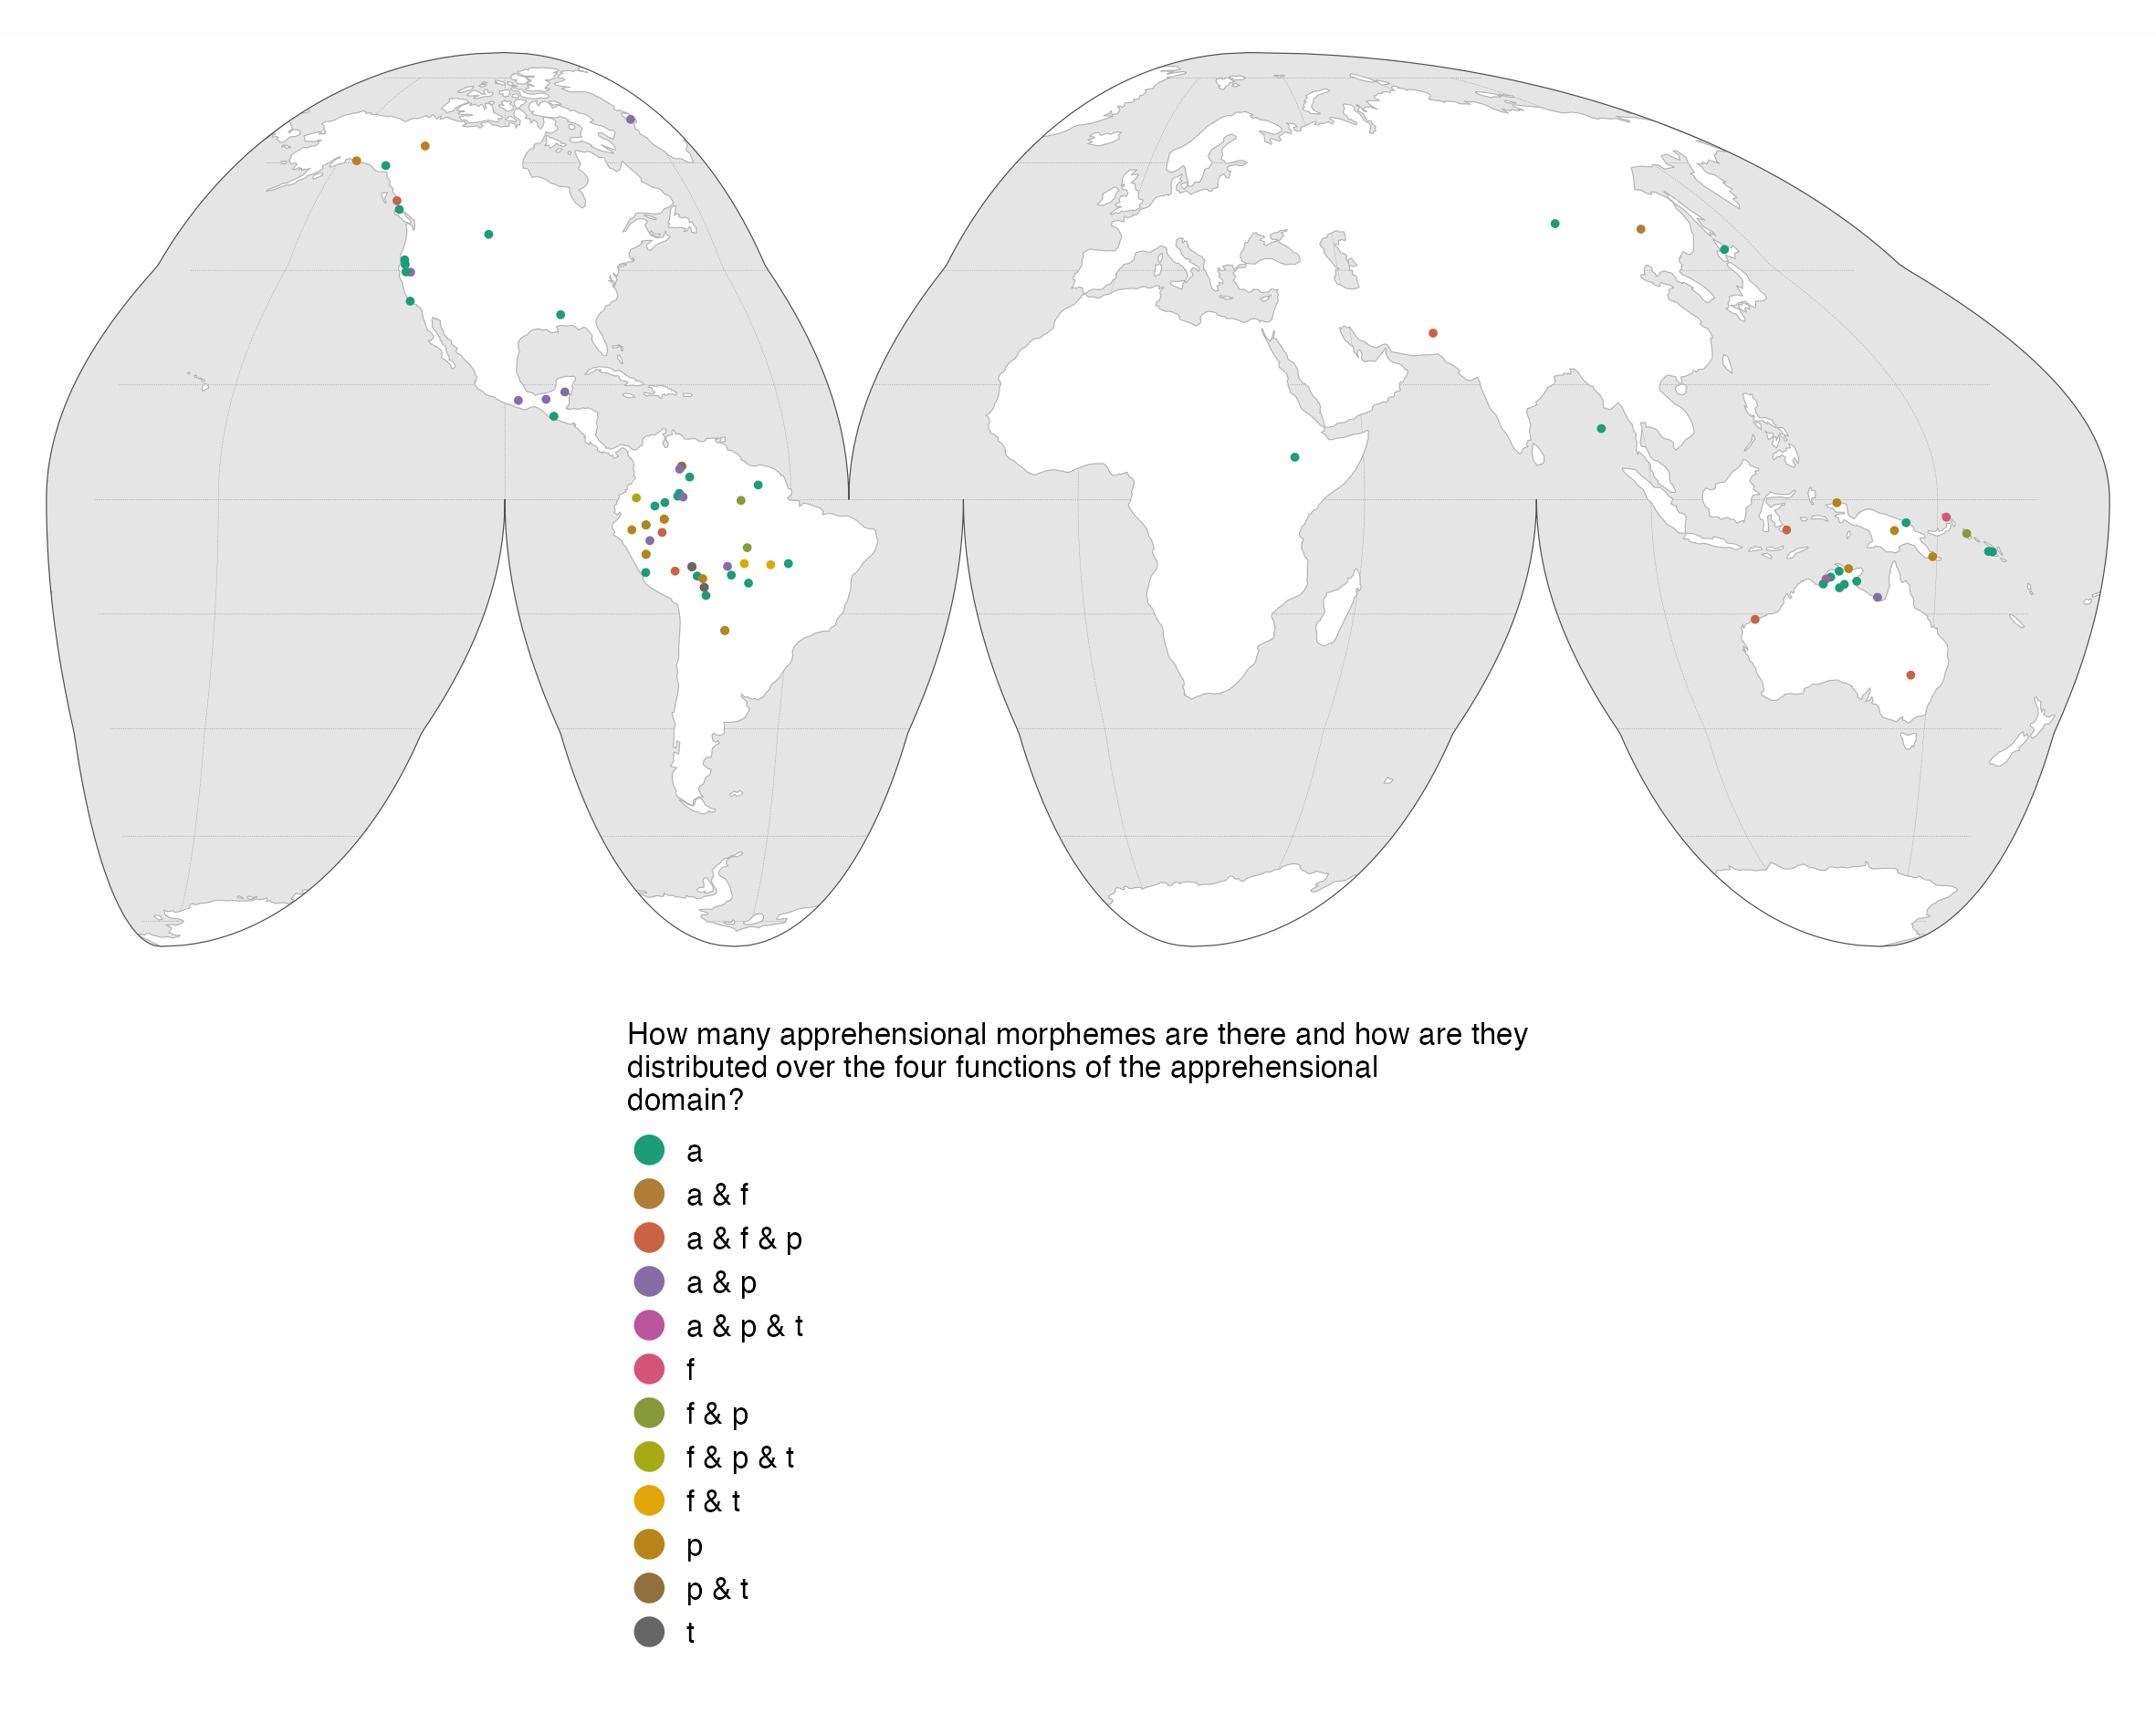 How many apprehensional morphemes are there and how are they
distributed over the four functions of the apprehensional
domain?
a
a & f
a & f & p
a & p
a & p & t
f
f & p
f & p & t
f & t
p
p & t
t